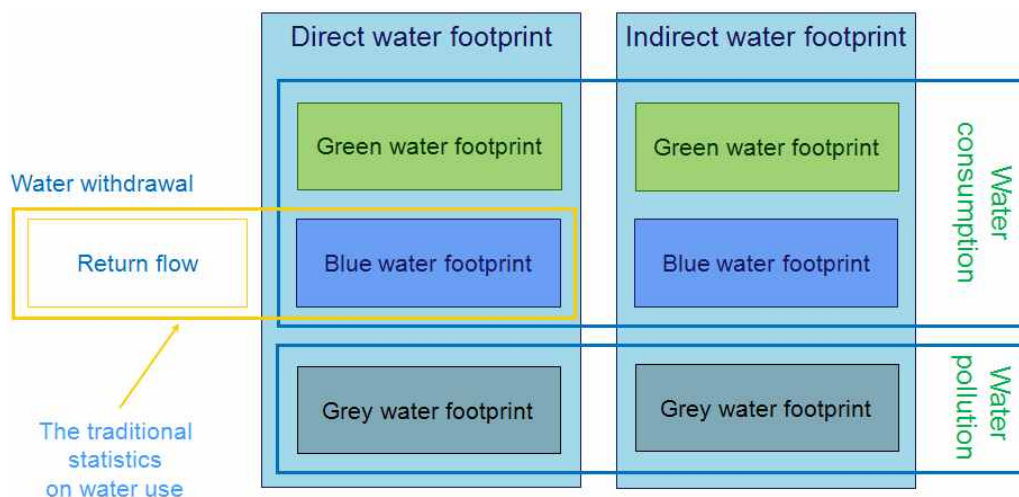 Direct water footprint
Indirect water footprint
Green water footprint
Green water footprint
Water
consumption
Water withdrawal
Return flow
Blue water footprint
Blue water footprint
Grey water footprint
Grey water footprint
Water
pollution
The traditional
statistics
on water use